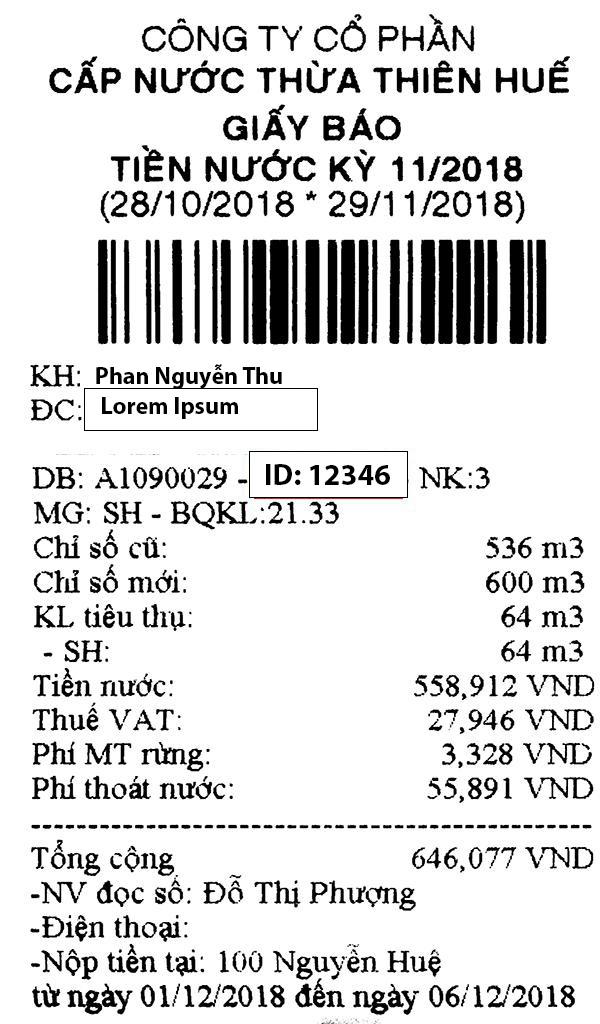 CÔNG TY CỔ PHẦN
CẤP NƯỚC THỪA THIÊN HUẾ
GIẤY BÁO
TIỀN NƯỚC KỲ 11/2018
(28/10/2018 * 29/11/2018)
KH: Phan Nguyễn Thu
ĐC: Lorem Ipsum
DB: A1090029 - ID: 12346 NK:3
MG: SH - BQKL:21.33
Chỉ số cũ: 536 m3
Chỉ số mới: 600 m3
KL tiêu thụ: 64 m3
- SH: 64 m3
Tiền nước: 558,912 VND
Thuế VAT: 27,946 VND
Phí MT rừng: 3,328 VND
Phí thoát nước: 55,891 VND
Tổng cộng 646,077 VND
-NV đọc số: Đỗ Thị Phượng
-Điện thoại:
-Nộp tiền tại: 100 Nguyễn Huệ
từ ngày 01/12/2018 đến ngày 06/12/2018